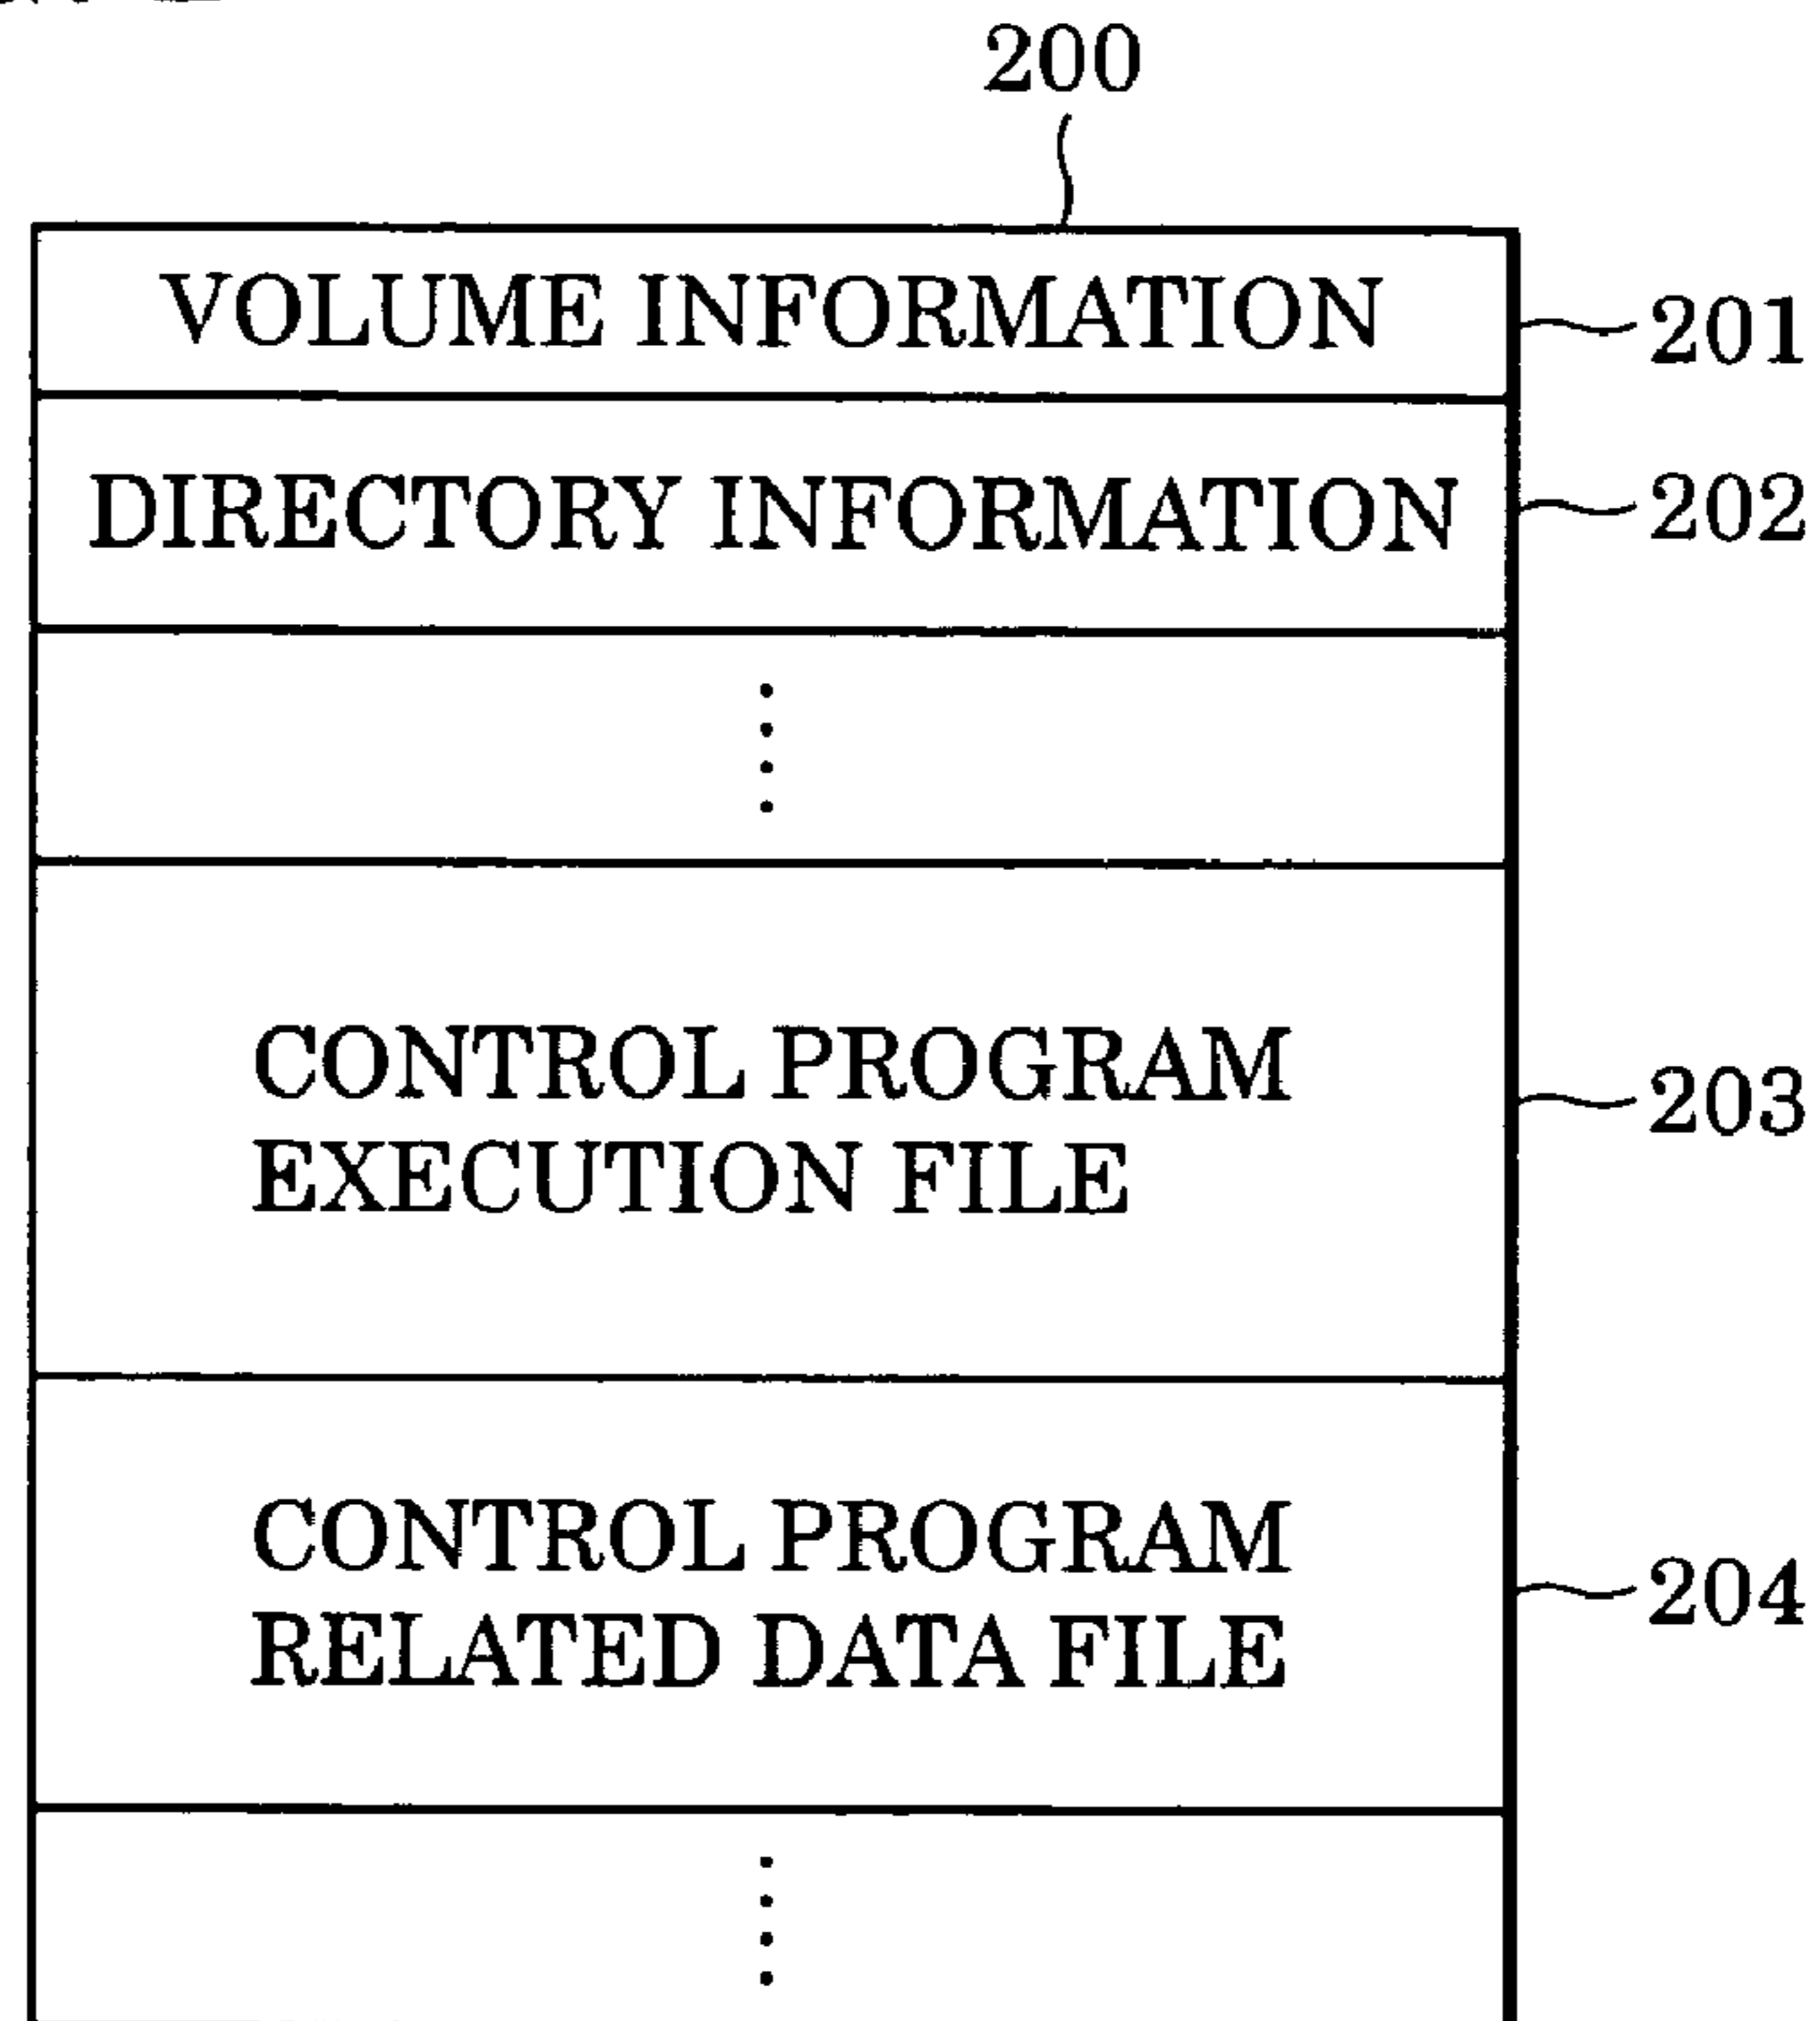 200
VOLUME INFORMATION
201
DIRECTORY INFORMATION
202
CONTROL PROGRAM
EXECUTION FILE
203
CONTROL PROGRAM
RELATED DATA FILE
204